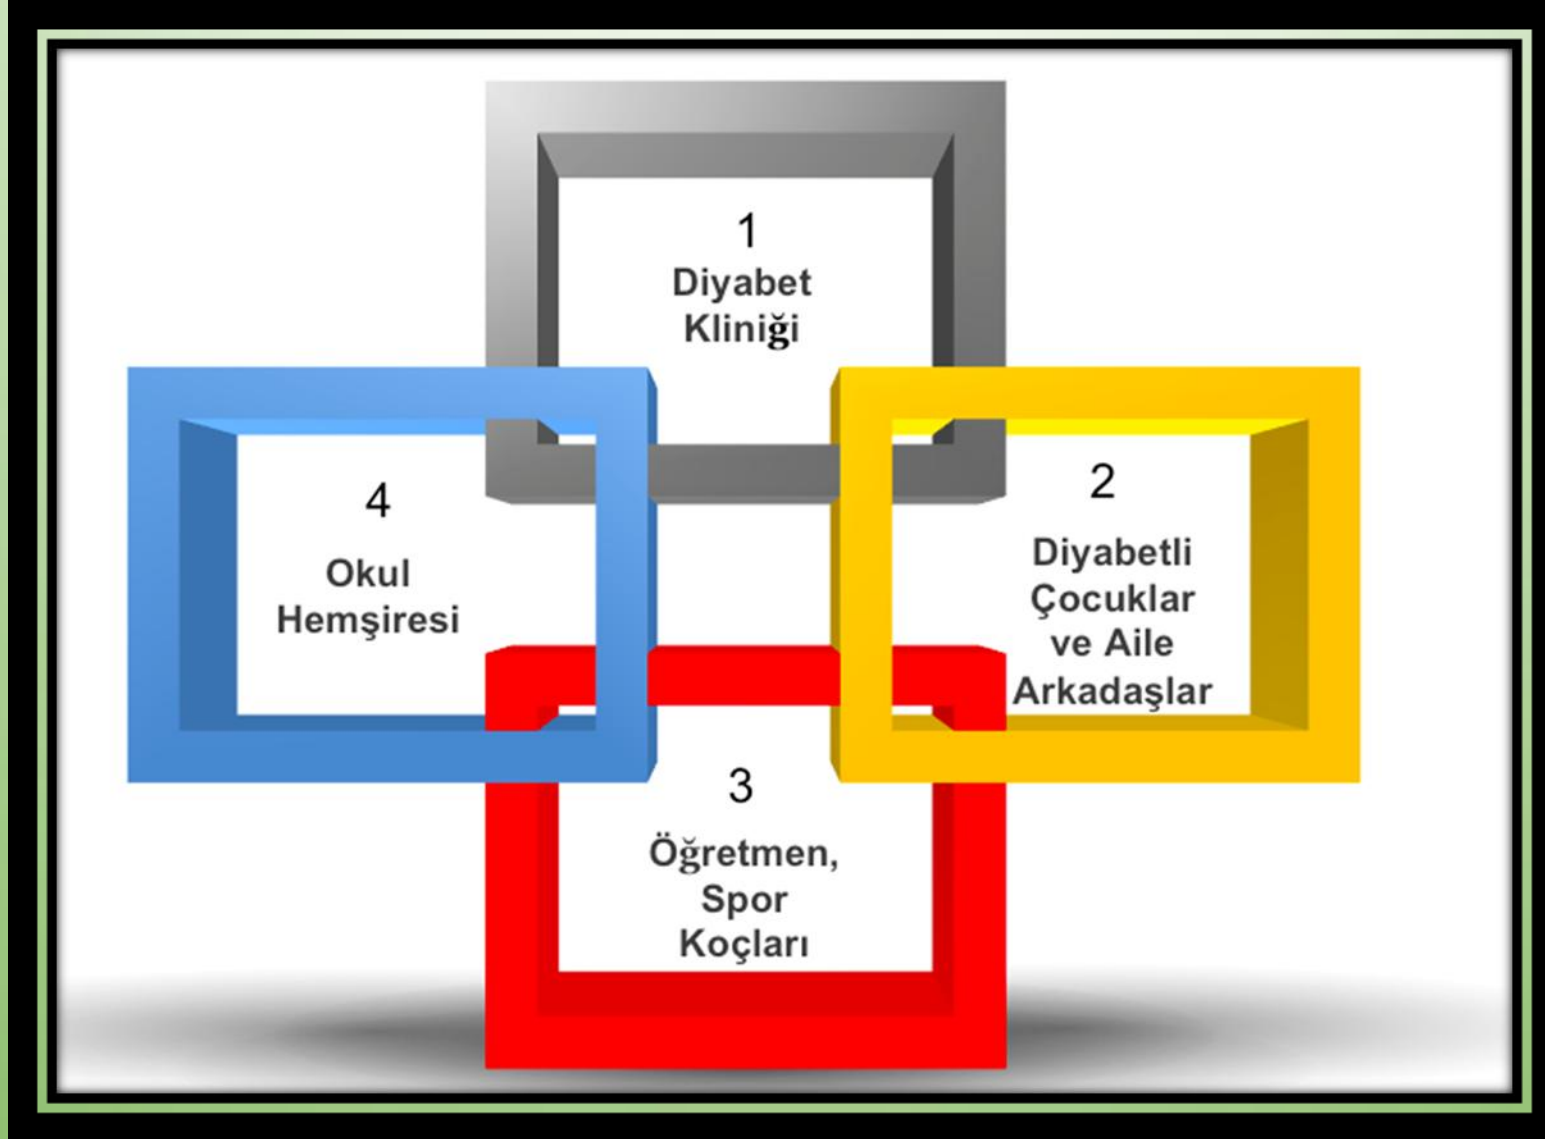 1
Diyabet
Kliniği
2
Diyabetli
Çocuklar
ve Aile
Arkadaşlar
3
Öğretmen,
Spor
Koçları
4
Okul
Hemşiresi